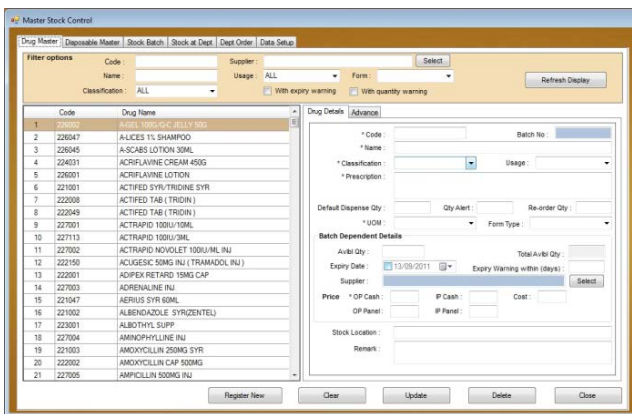 Master Stock Control
Drug Master Disposable Master Stock Batch Stock at Dept Dept Order Data Setup
Filter options
Code : Supplier : Select
Name : Usage : ALL Form :
Refresh Display
Classification : ALL With expiry warning With quantity warning
Code Drug Name
1 226002 A-GEL 100G/Q-C JELLY 50G
2 226047 A-LICES 1% SHAMPOO
3 226045 A-SCABS LOTION 30ML
4 224031 ACRIFLAVINE CREAM 450G
5 226001 ACRIFLAVINE LOTION
6 221001 ACTIFED SYR/TRIDINE SYR
7 222008 ACTIFED TAB ( TRIDIN )
8 222049 ACTIFED TAB ( TRIDIN )
9 227001 ACTRAPID 100IU/10ML
10 227113 ACTRAPID 100IU/3ML
11 227002 ACTRAPID NOVOLET 100IU/ML INJ
12 222150 ACUGESIC 50MG INJ ( TRAMADOL INJ )
13 222001 ADIPEX RETARD 15MG CAP
14 227003 ADRENALINE INJ.
15 221047 AERIUS SYR 60ML
16 221002 ALBENDAZOLE SYR(ZENTEL)
17 223001 ALBOTHYL SUPP
18 227004 AMINOPHYLLINE INJ
19 221003 AMOXYCILLIN 250MG SYR
20 222002 AMOXYCILLIN CAP 500MG
21 227005 AMPICILLIN 500MG INJ
Drug Details Advance
* Code : Batch No :
* Name :
* Classification : Usage :
* Prescription :
Default Dispense Qty : Qty Alert : Re-order Qty :
* UOM : Form Type :
Batch Dependent Details
Avlbl Qty : Total Avlbl Qty :
Expiry Date : 13/09/2011 Expiry Warning within (days) :
Supplier : Select
Price * OP Cash : IP Cash : Cost :
OP Panel : IP Panel :
Stock Location :
Remark :
Register New Clear Update Delete Close